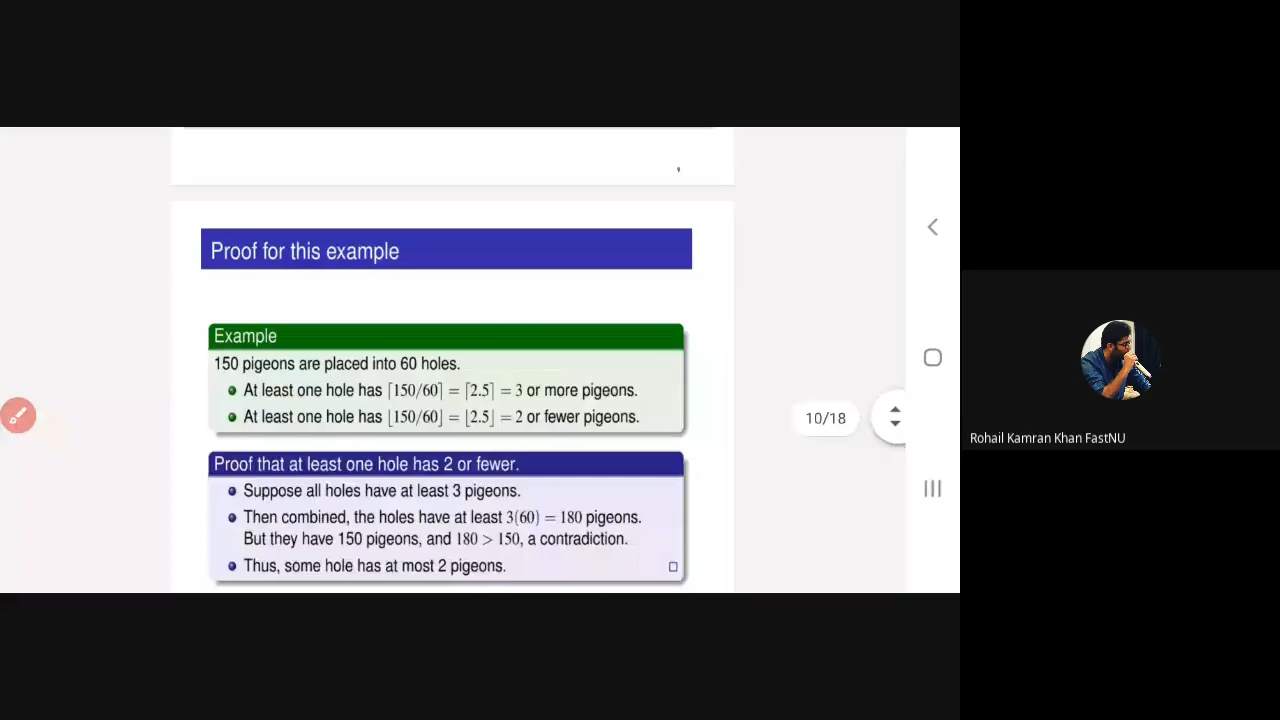 Proof for this example
Example
150 pigeons are placed into 60 holes.
At least one hole has ⌈150/60⌉ = ⌈2.5⌉ = 3 or more pigeons.
At least one hole has ⌊150/60⌋ = ⌊2.5⌋ = 2 or fewer pigeons.
10/18
Proof that at least one hole has 2 or fewer.
Suppose all holes have at least 3 pigeons.
Then combined, the holes have at least 3(60) = 180 pigeons.
But they have 150 pigeons, and 180 > 150, a contradiction.
Thus, some hole has at most 2 pigeons.
Rohail Kamran Khan FastNU